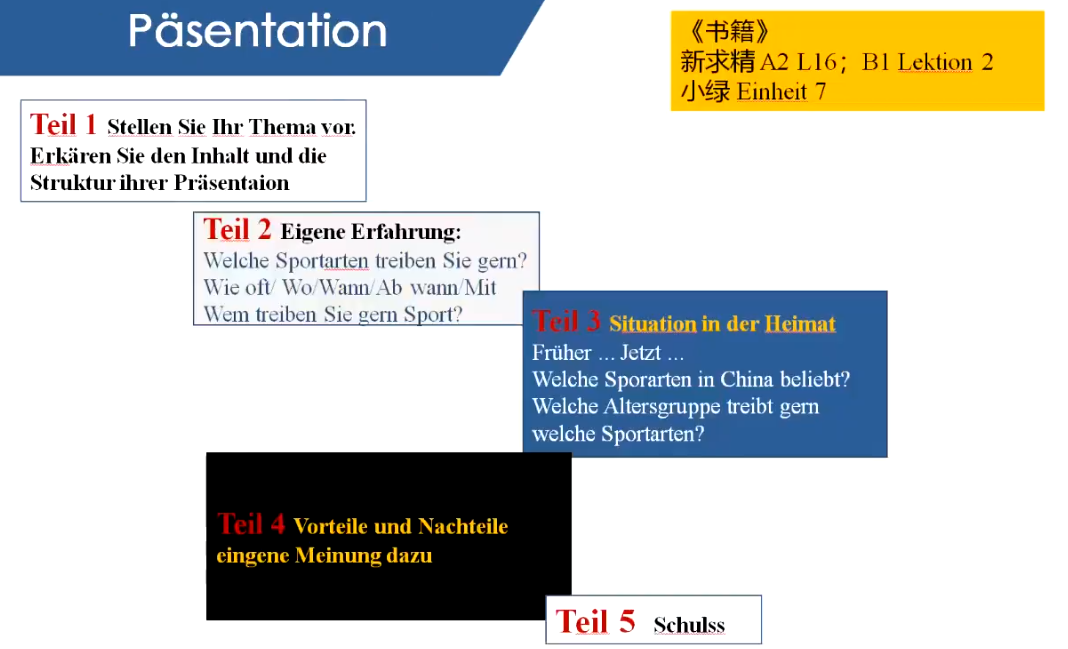 Päsentation
《书籍》
新求精 A2 L16；B1 Lektion 2
小绿 Einheit 7
Teil 1 Stellen Sie Ihr Thema vor.
Erkären Sie den Inhalt und die
Struktur ihrer Präsentaion
Teil 2 Eigene Erfahrung:
Welche Sportarten treiben Sie gern?
Wie oft/ Wo/Wann/Ab wann/Mit
Wem treiben Sie gern Sport?
Teil 3 Situation in der Heimat
Früher ... Jetzt ...
Welche Sporarten in China beliebt?
Welche Altersgruppe treibt gern
welche Sportarten?
Teil 4 Vorteile und Nachteile
eingene Meinung dazu
Teil 5 Schulss